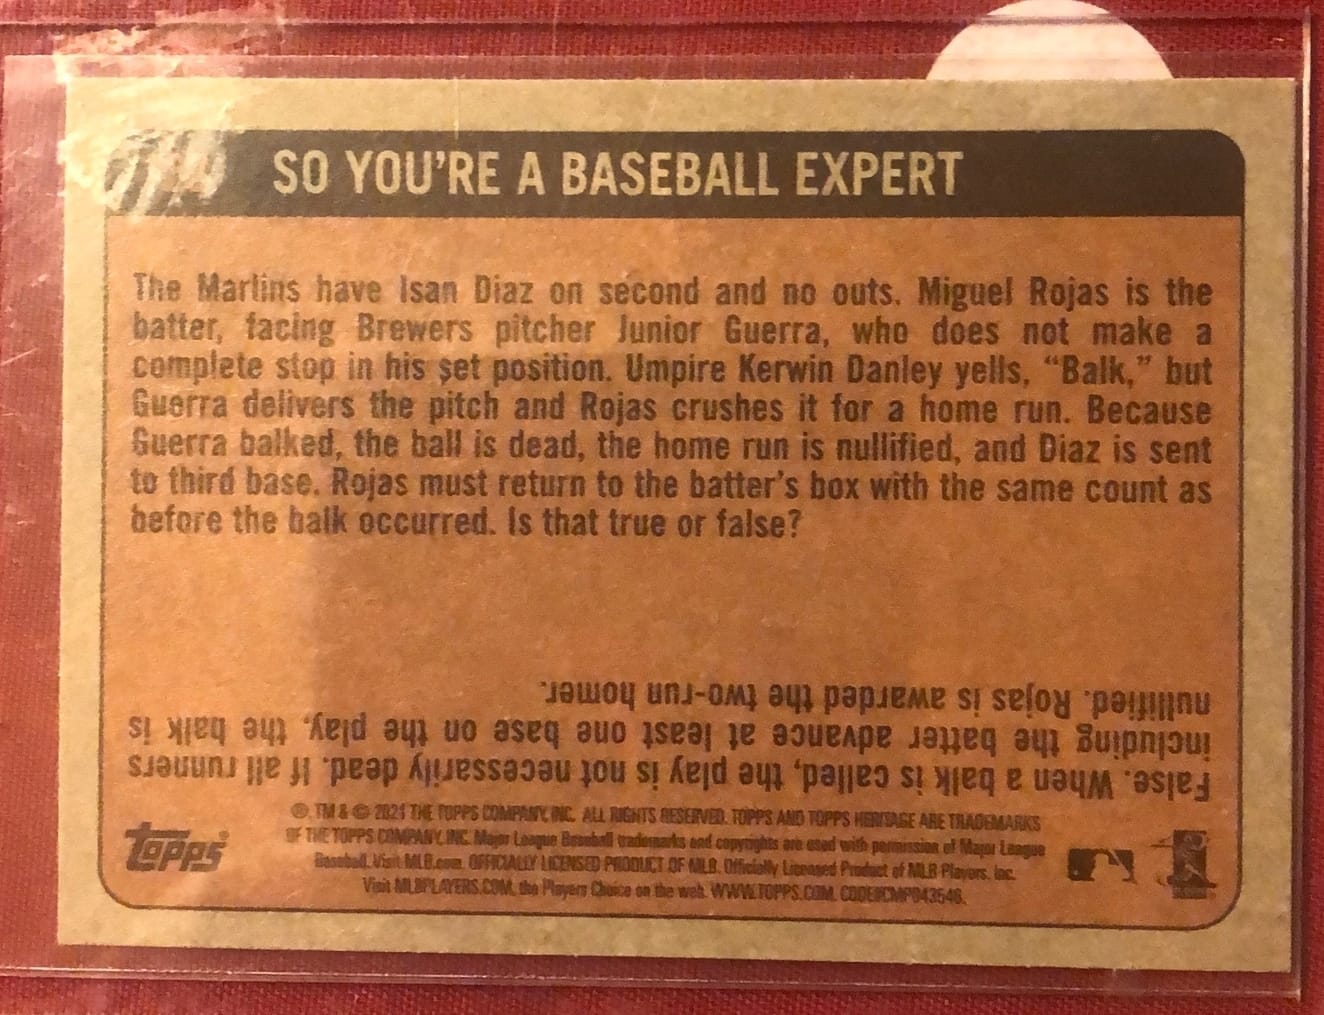 SO YOU'RE A BASEBALL EXPERT
The Marlins have Isan Diaz on second and no outs. Miguel Rojas is the
batter, facing Brewers pitcher Junior Guerra, who does not make a
complete stop in his set position. Umpire Kerwin Danley yells, “Balk,” but
Guerra delivers the pitch and Rojas crushes it for a home run. Because
Guerra balked, the ball is dead, the home run is nullified, and Diaz is sent
to third base. Rojas must return to the batter's box with the same count as
before the balk occurred. Is that true or false?
False. When a balk is called, the play is not necessarily dead. If all runners
including the batter advance at least one base on the play, the balk is
nullified. Rojas is awarded the two-run homer.
®, TM & © 2021 THE TOPPS COMPANY, INC. ALL RIGHTS RESERVED. TOPPS AND TOPPS HERITAGE ARE TRADEMARKS
OF THE TOPPS COMPANY, INC. Major League Baseball trademarks and copyrights are used with permission of Major League
Baseball. Visit MLB.com. OFFICIALLY LICENSED PRODUCT OF MLB Officially Licensed Product of MLB Players, Inc.
Visit MLBPLAYERS.COM, the Players Choice on the web. WWW.TOPPS.COM. CODE#CMP043546.
Topps